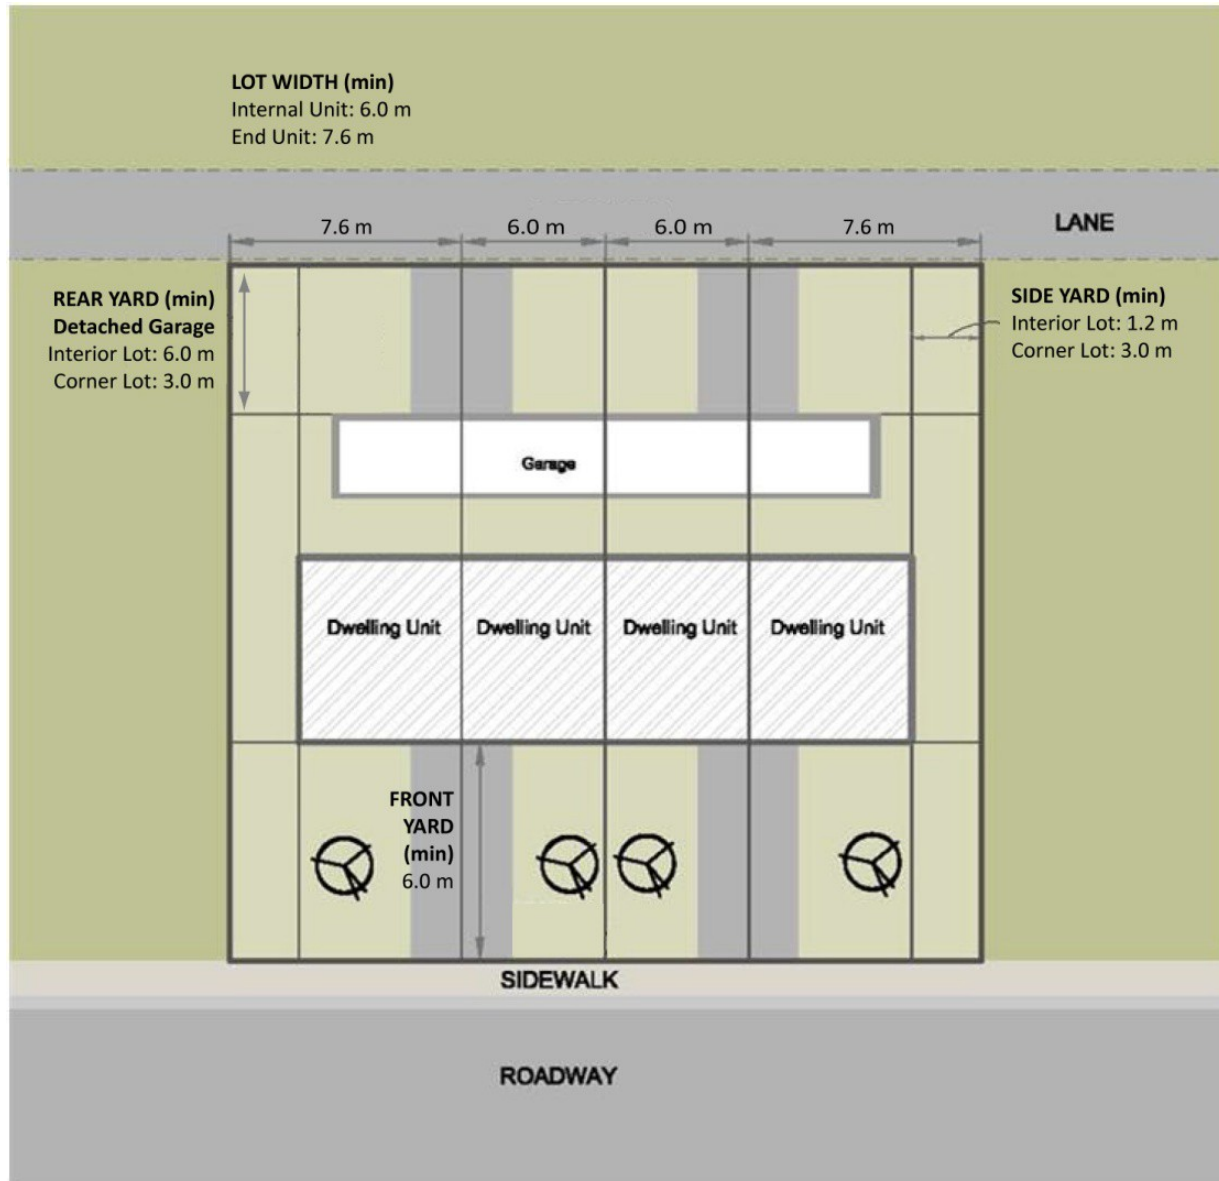 LOT WIDTH (min)
Internal Unit: 6.0 m
End Unit: 7.6 m
7.6 m
6.0 m
6.0 m
7.6 m
LANE
REAR YARD (min)
Detached Garage
Interior Lot: 6.0 m
Corner Lot: 3.0 m
SIDE YARD (min)
Interior Lot: 1.2 m
Corner Lot: 3.0 m
Garage
Dwelling Unit
Dwelling Unit
Dwelling Unit
Dwelling Unit
FRONT
YARD
(min)
6.0 m
SIDEWALK
ROADWAY